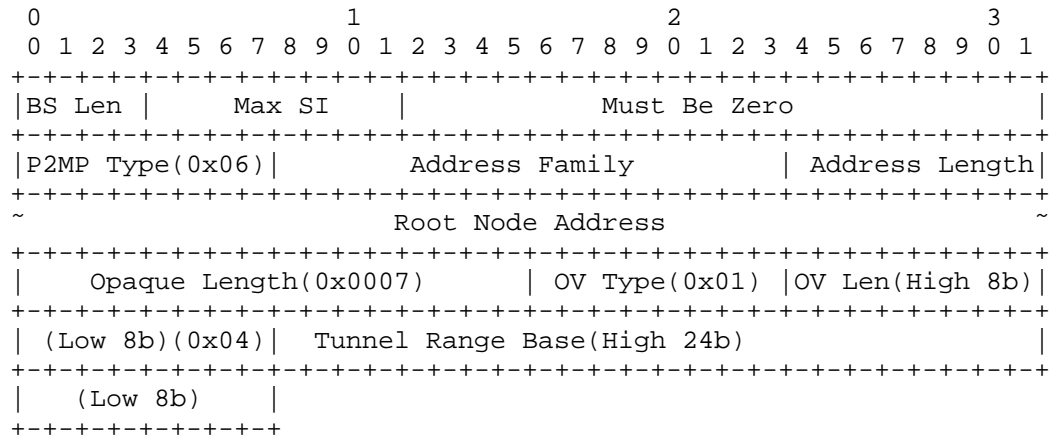 0                   1                   2                   3
 0 1 2 3 4 5 6 7 8 9 0 1 2 3 4 5 6 7 8 9 0 1 2 3 4 5 6 7 8 9 0 1
+-+-+-+-+-+-+-+-+-+-+-+-+-+-+-+-+-+-+-+-+-+-+-+-+-+-+-+-+-+-+-+-+
|BS Len |     Max SI    |            Must Be Zero               |
+-+-+-+-+-+-+-+-+-+-+-+-+-+-+-+-+-+-+-+-+-+-+-+-+-+-+-+-+-+-+-+-+
|P2MP Type(0x06)|        Address Family         | Address Length|
+-+-+-+-+-+-+-+-+-+-+-+-+-+-+-+-+-+-+-+-+-+-+-+-+-+-+-+-+-+-+-+-+
~                       Root Node Address                       ~
+-+-+-+-+-+-+-+-+-+-+-+-+-+-+-+-+-+-+-+-+-+-+-+-+-+-+-+-+-+-+-+-+
|    Opaque Length(0x0007)      | OV Type(0x01) |OV Len(High 8b)|
+-+-+-+-+-+-+-+-+-+-+-+-+-+-+-+-+-+-+-+-+-+-+-+-+-+-+-+-+-+-+-+-+
| (Low 8b)(0x04)|  Tunnel Range Base(High 24b)                  |
+-+-+-+-+-+-+-+-+-+-+-+-+-+-+-+-+-+-+-+-+-+-+-+-+-+-+-+-+-+-+-+-+
|   (Low 8b)    |
+-+-+-+-+-+-+-+-+